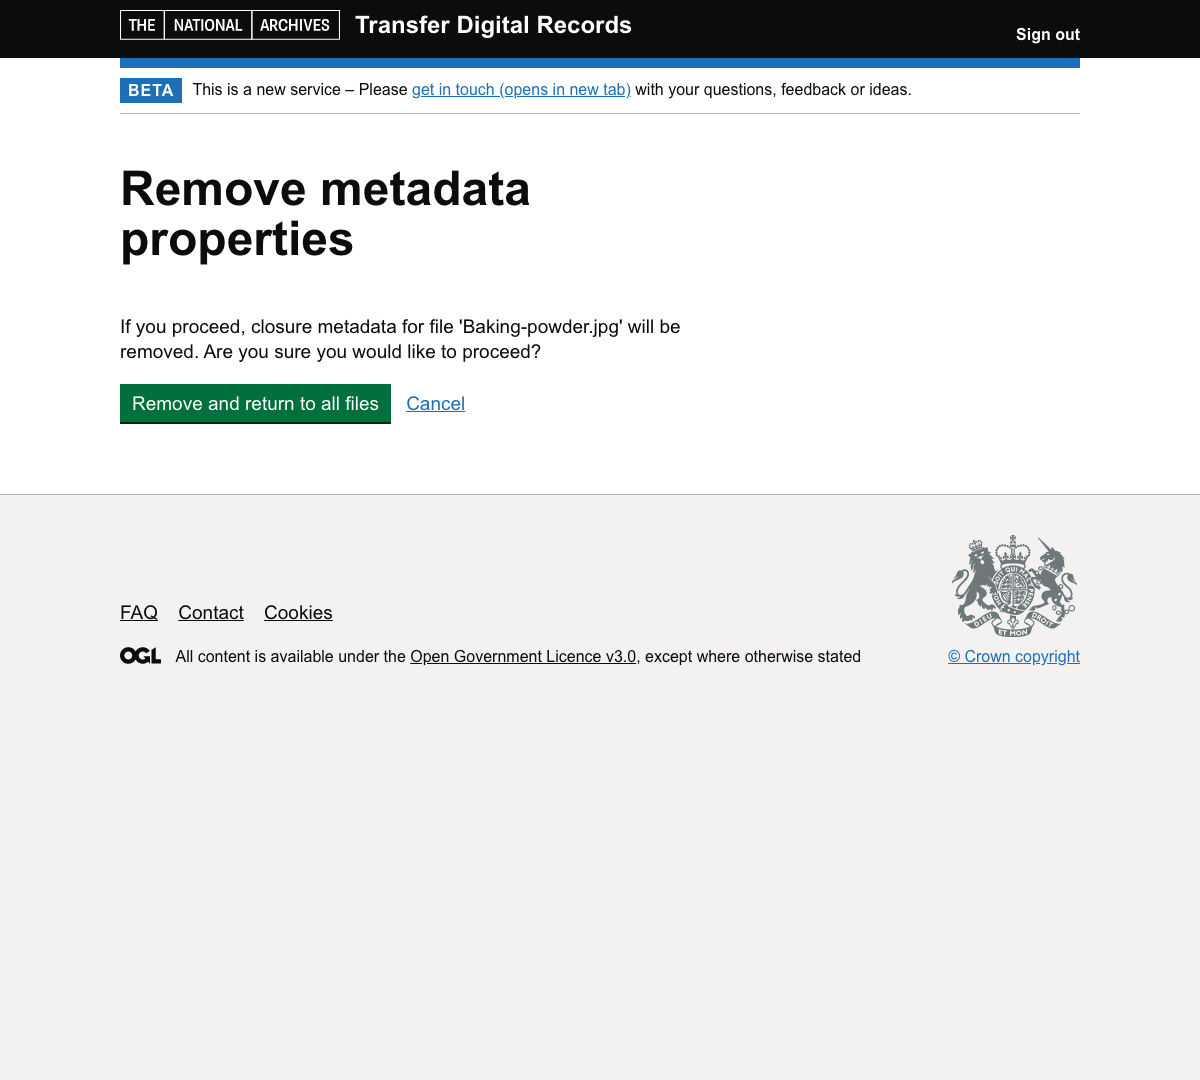 THE NATIONAL ARCHIVES Transfer Digital Records
Sign out
BETA This is a new service – Please get in touch (opens in new tab) with your questions, feedback or ideas.
Remove metadata
properties
If you proceed, closure metadata for file 'Baking-powder.jpg' will be
removed. Are you sure you would like to proceed?
Remove and return to all files Cancel
FAQ Contact Cookies
DIEU ET MON DROIT
OGL All content is available under the Open Government Licence v3.0, except where otherwise stated
© Crown copyright